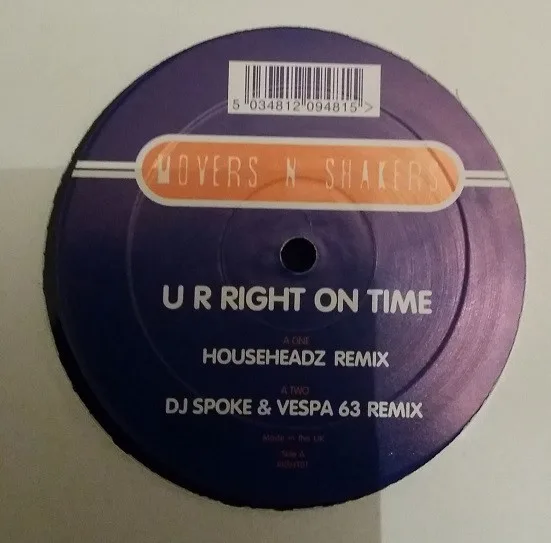 5 034812 094815 >
MOVERS N SHAKERS
U R RIGHT ON TIME
A ONE
HOUSEHEADZ REMIX
A TWO
DJ SPOKE & VESPA 63 REMIX
Made in the UK
Side A